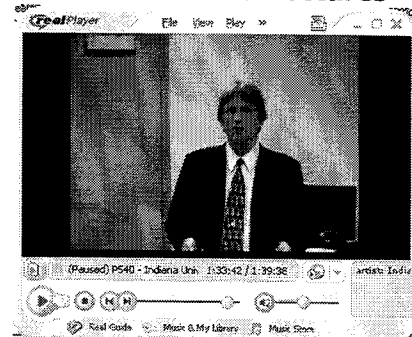 realPlayer File View Play »
(Paused) P540 - Indiana Univ 1:33:42 / 1:39:38 artist: India
Real Guide Music & My Library Music Store